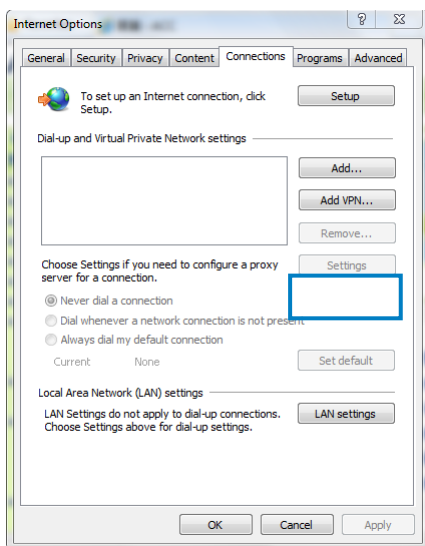 Internet Options
?
General Security Privacy Content Connections Programs Advanced
To set up an Internet connection, click
Setup.
Setup
Dial-up and Virtual Private Network settings
Add...
Add VPN...
Remove...
Choose Settings if you need to configure a proxy
server for a connection.
Settings
Never dial a connection
Dial whenever a network connection is not present
Always dial my default connection
Current None
Set default
Local Area Network (LAN) settings
LAN Settings do not apply to dial-up connections.
Choose Settings above for dial-up settings.
LAN settings
OK Cancel Apply